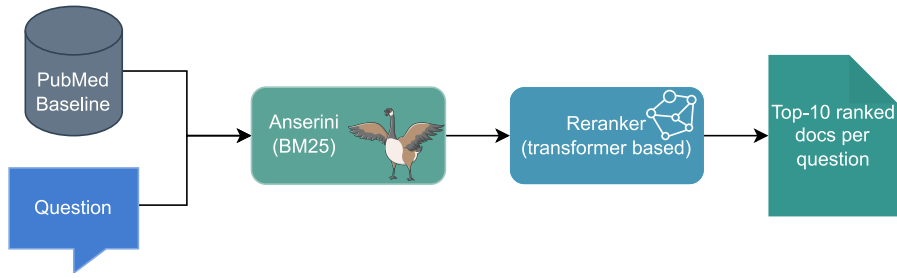 PubMed
Baseline
Question
Anserini
(BM25)
Reranker
(transformer based)
Top-10 ranked
docs per
question